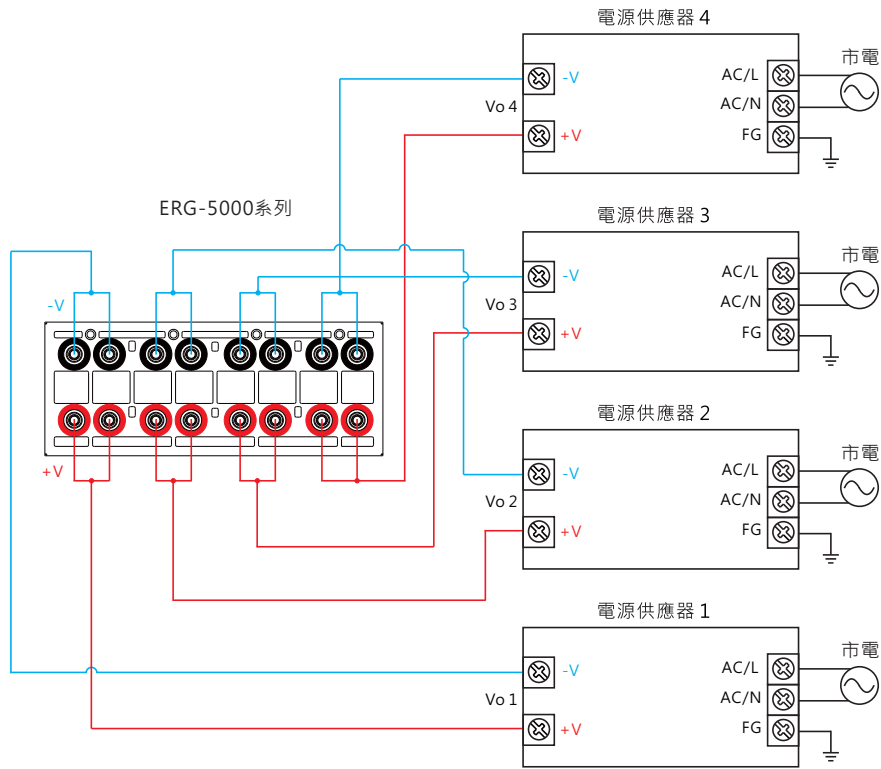 電源供應器 4
市電
AC/L
-V
AC/N
Vo 4
FG
+V
ERG-5000系列
電源供應器 3
市電
AC/L
-V
AC/N
Vo 3
FG
+V
-V
電源供應器 2
市電
AC/L
-V
+V
AC/N
Vo 2
FG
+V
電源供應器 1
市電
AC/L
-V
AC/N
Vo 1
FG
+V